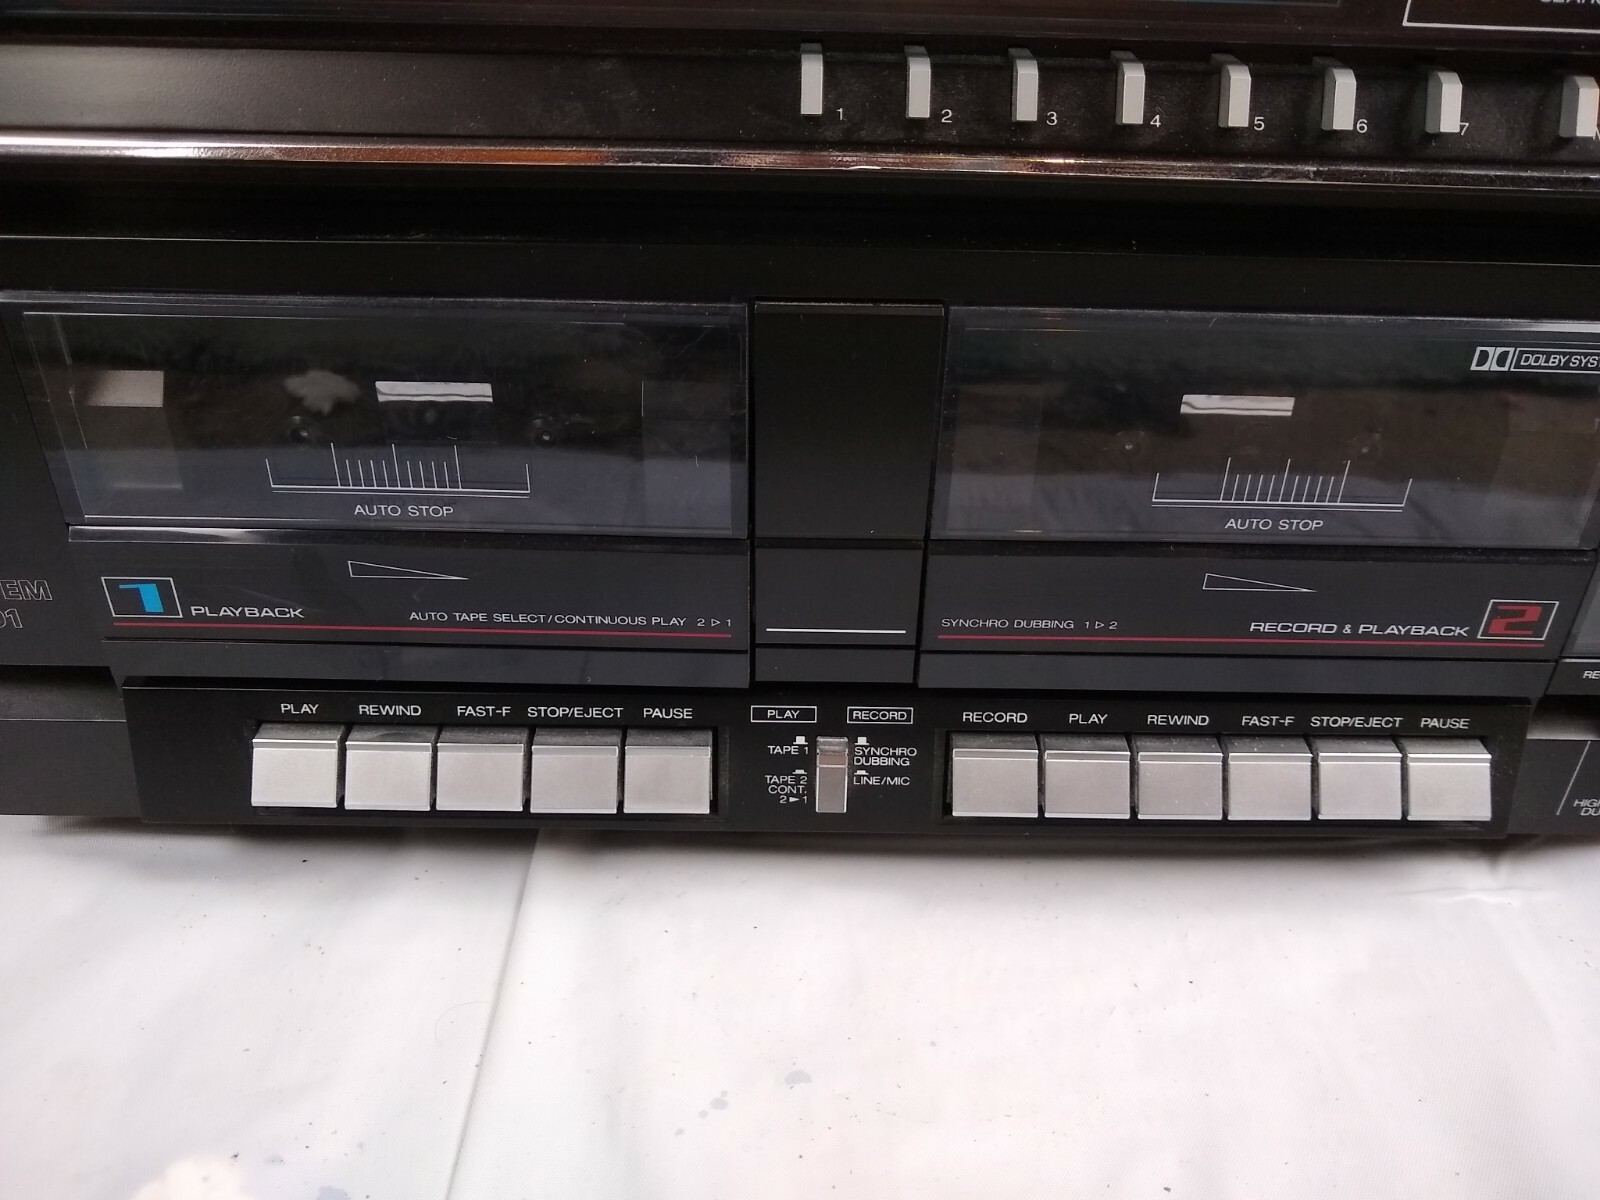 1 2 3 4 5 6 7
DOLBY
AUTO STOP
AUTO STOP
1 PLAYBACK
AUTO TAPE SELECT/CONTINUOUS PLAY 2 ▷ 1
SYNCHRO DUBBING 1 ▷ 2
RECORD & PLAYBACK 2
PLAY REWIND FAST-F STOP/EJECT PAUSE
PLAY RECORD
TAPE 1
SYNCHRO
DUBBING
TAPE 2
CONT.
2 ► 1
LINE/MIC
RECORD PLAY REWIND FAST-F STOP/EJECT PAUSE